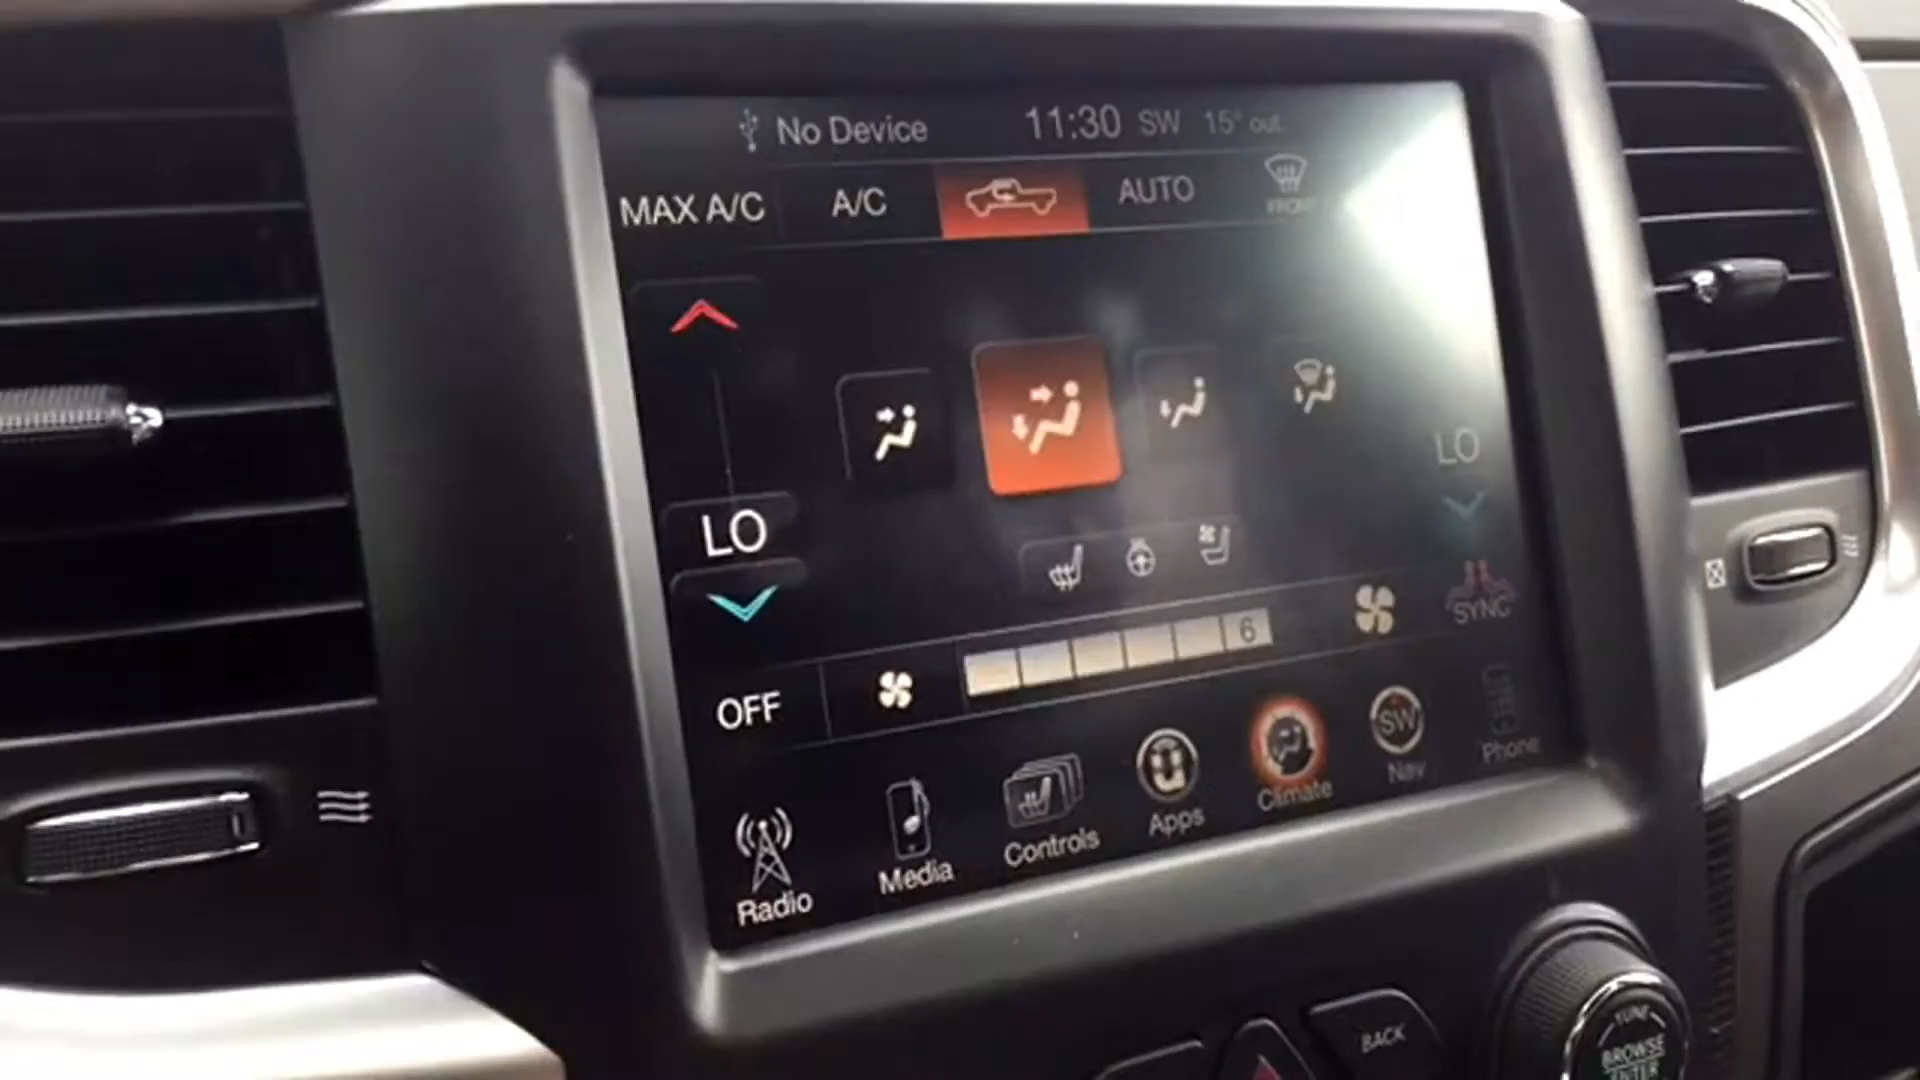 No Device 11:30 SW 15° out
MAX A/C A/C AUTO FRONT
LO
LO
SYNC
6
OFF
Radio Media Controls Apps Climate SW Nav Phone
BACK
TUNE
BROWSE
ENTER